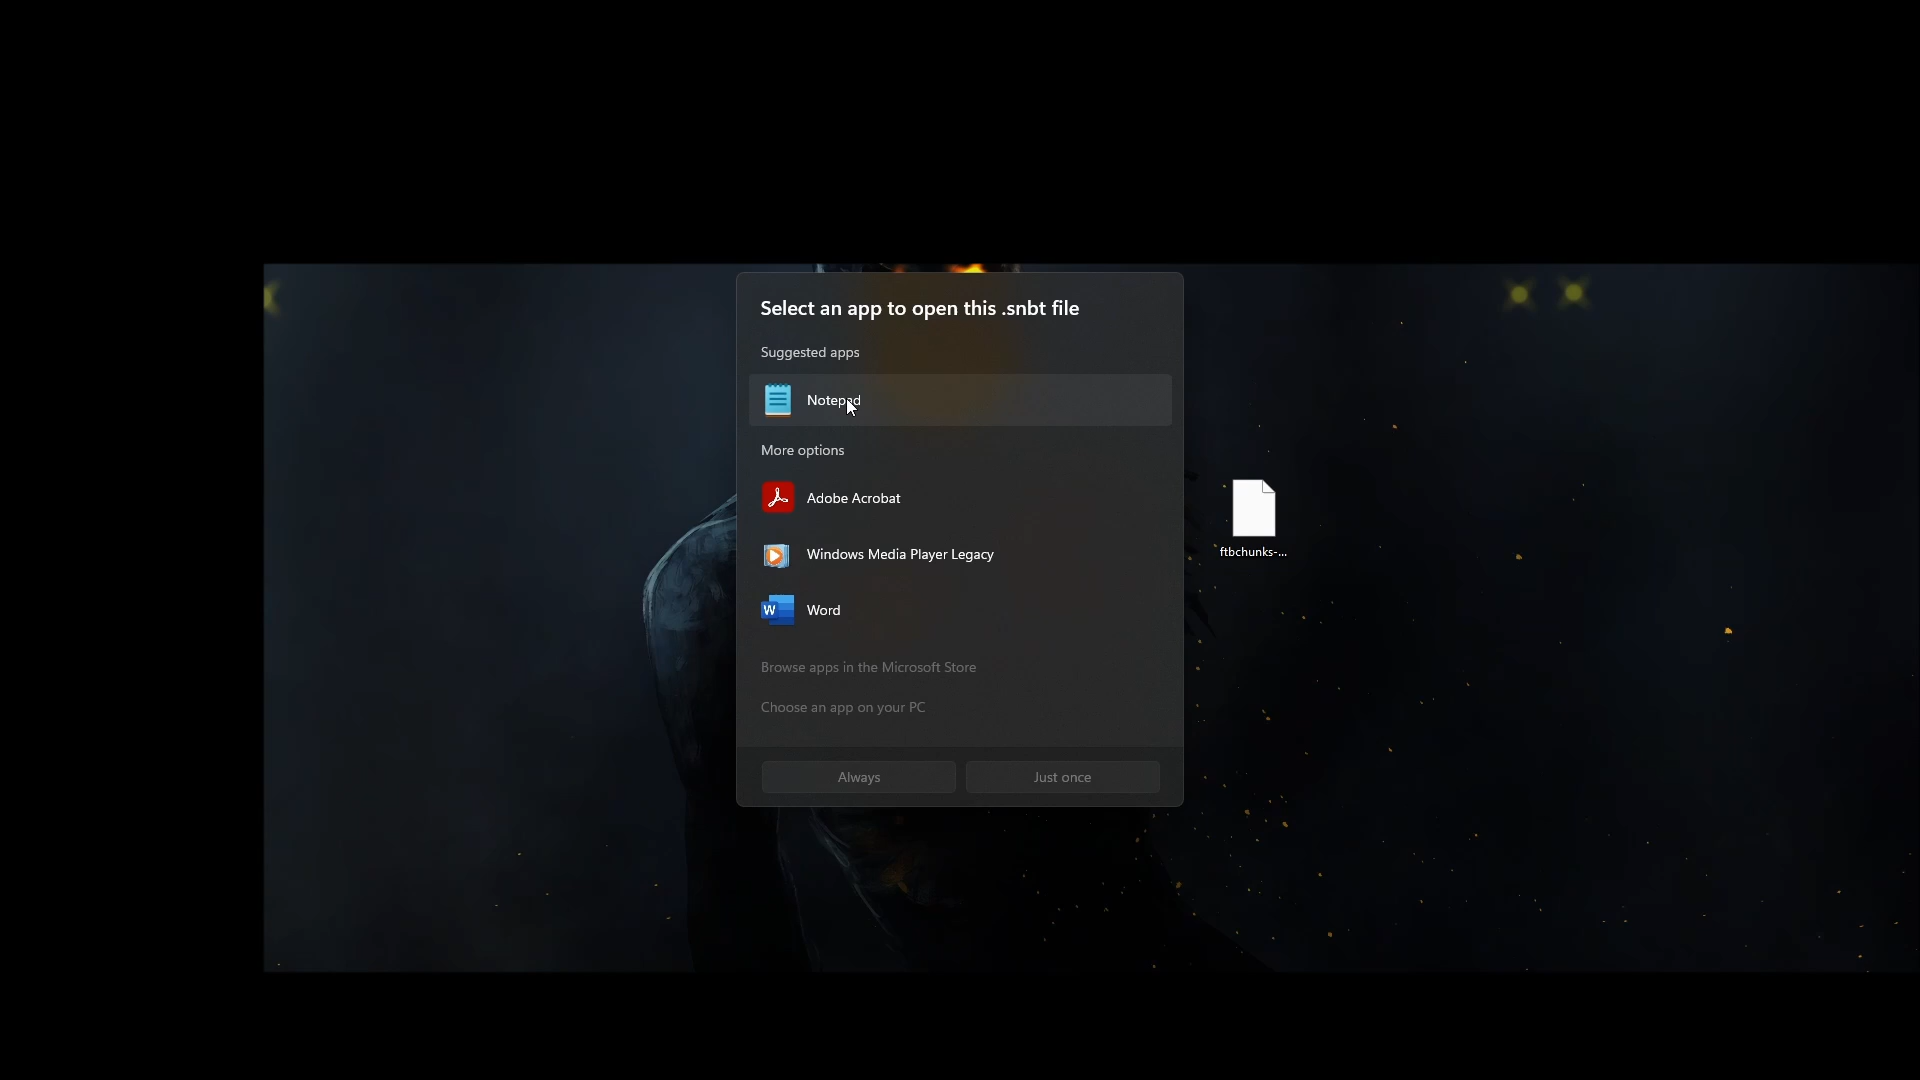 Select an app to open this .snbt file
Suggested apps
Notepad
More options
Adobe Acrobat
Windows Media Player Legacy
W Word
Browse apps in the Microsoft Store
Choose an app on your PC
Always Just once
ftbchunks-...